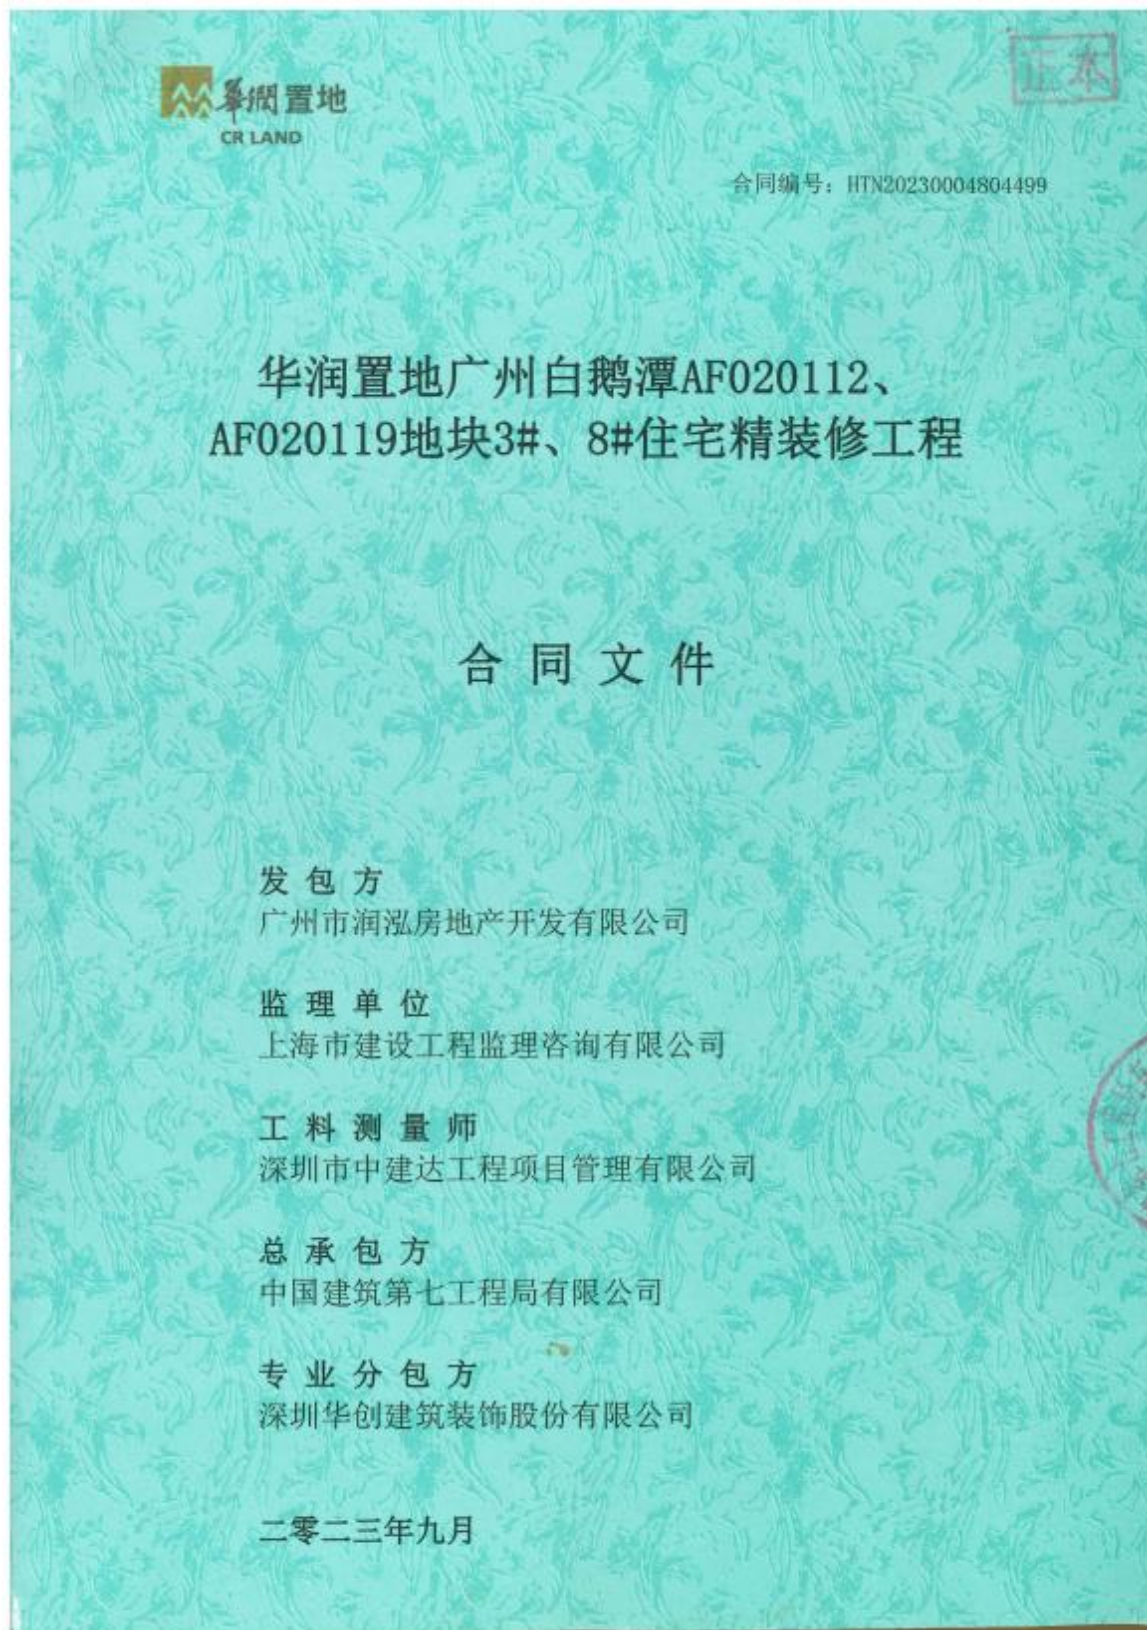 正本
華潤置地
CR LAND
合同编号：HTN20230004804499
华润置地广州白鹅潭AF020112、
AF020119地块3#、8#住宅精装修工程
合同文件
发包方
广州市润泓房地产开发有限公司
监理单位
上海市建设工程监理咨询有限公司
工料测量师
深圳市中建达工程项目管理有限公司
总承包方
中国建筑第七工程局有限公司
专业分包方
深圳华创建筑装饰股份有限公司
二零二三年九月